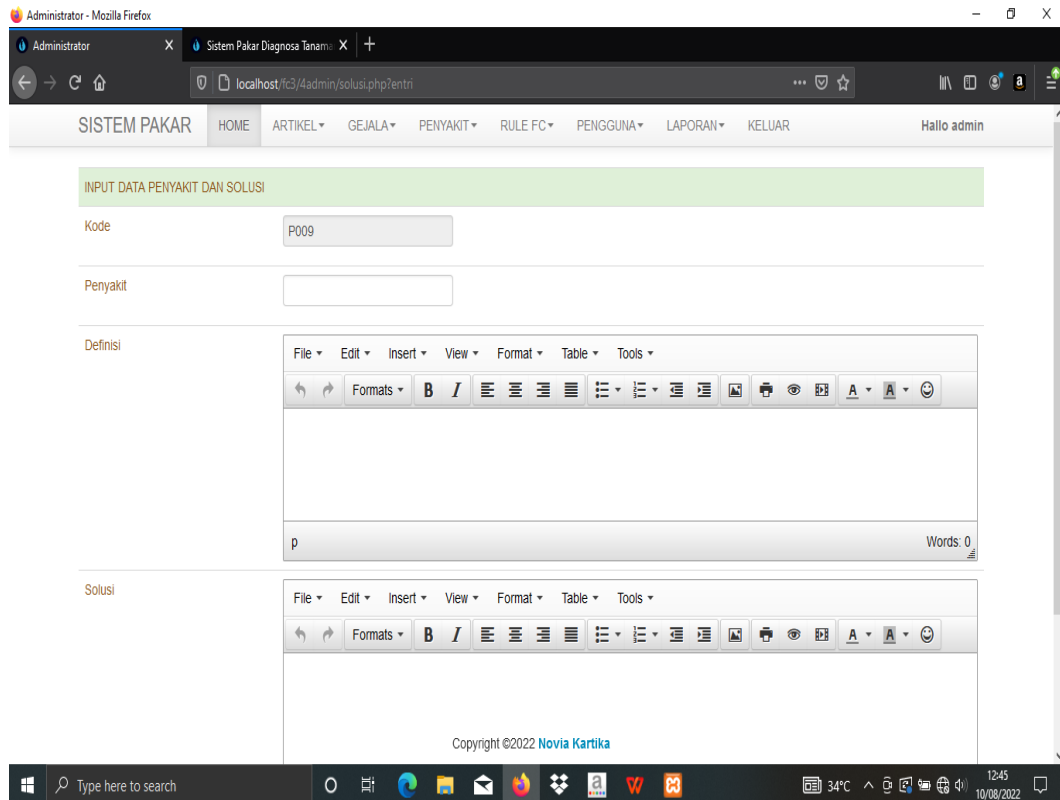 Administrator - Mozilla Firefox
Administrator
Sistem Pakar Diagnosa Tanama
localhost/fc3/4admin/solusi.php?entri
SISTEM PAKAR HOME ARTIKEL GEJALA PENYAKIT RULE FC PENGGUNA LAPORAN KELUAR Hallo admin
INPUT DATA PENYAKIT DAN SOLUSI
Kode P009
Penyakit
Definisi
File Edit Insert View Format Table Tools
Formats B I A A
p Words: 0
Solusi
File Edit Insert View Format Table Tools
Formats B I A A
Copyright ©2022 Novia Kartika
Type here to search 34°C 12:45
10/08/2022